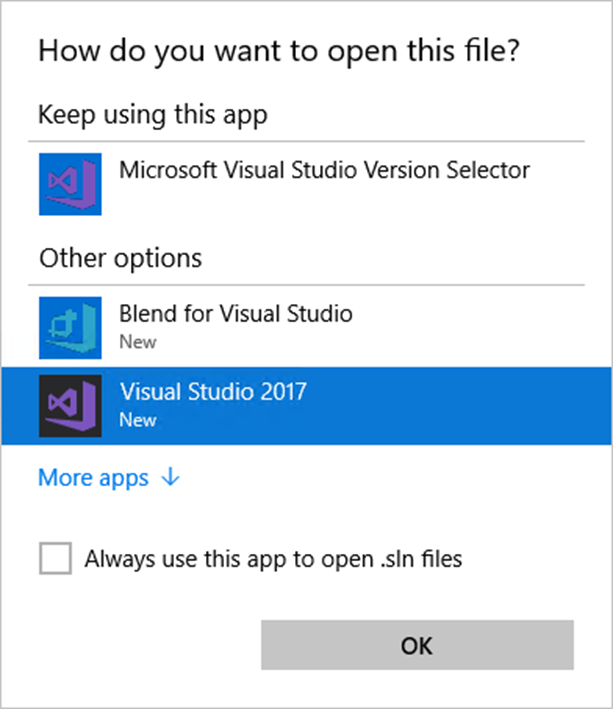 How do you want to open this file?
Keep using this app
Microsoft Visual Studio Version Selector
Other options
Blend for Visual Studio
New
Visual Studio 2017
New
More apps ↓
Always use this app to open .sln files
OK